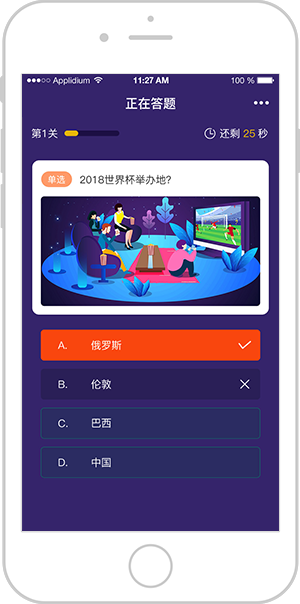 Applidium 11:27 AM 100 %
正在答题
第1关 还剩 25 秒
单选 2018世界杯举办地?
A. 俄罗斯
B. 伦敦
C. 巴西
D. 中国